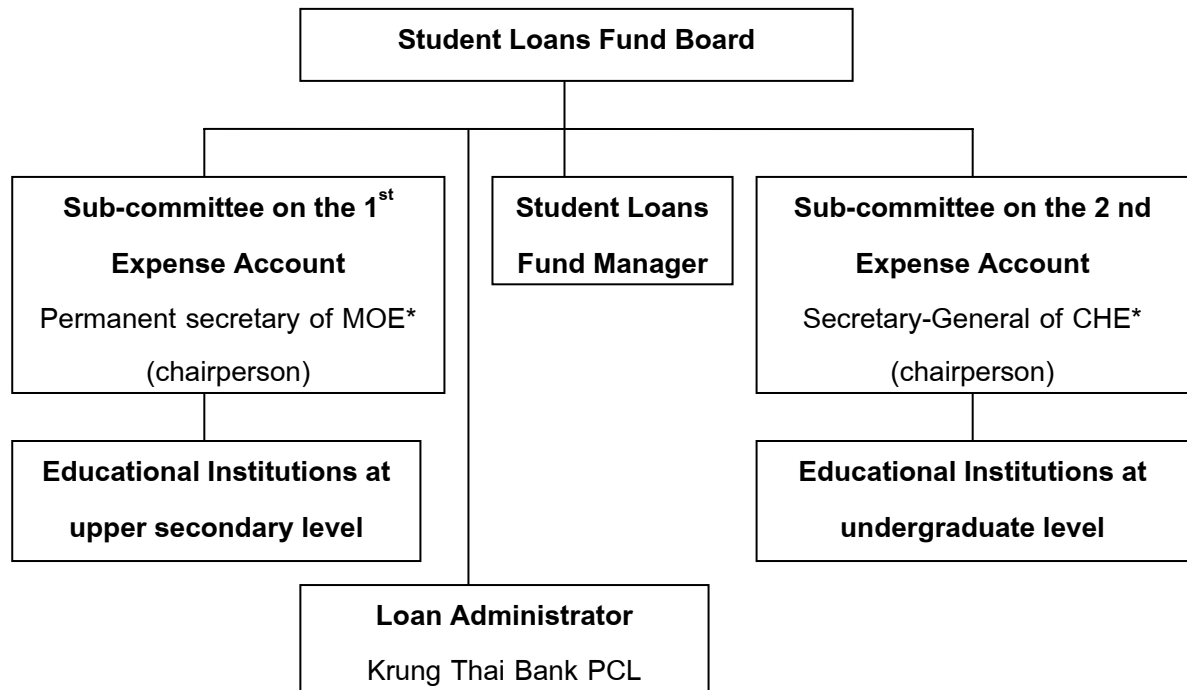 Student Loans Fund Board
Sub-committee on the 1st
Expense Account
Permanent secretary of MOE*
(chairperson)
Student Loans
Fund Manager
Sub-committee on the 2 nd
Expense Account
Secretary-General of CHE*
(chairperson)
Educational Institutions at
upper secondary level
Educational Institutions at
undergraduate level
Loan Administrator
Krung Thai Bank PCL